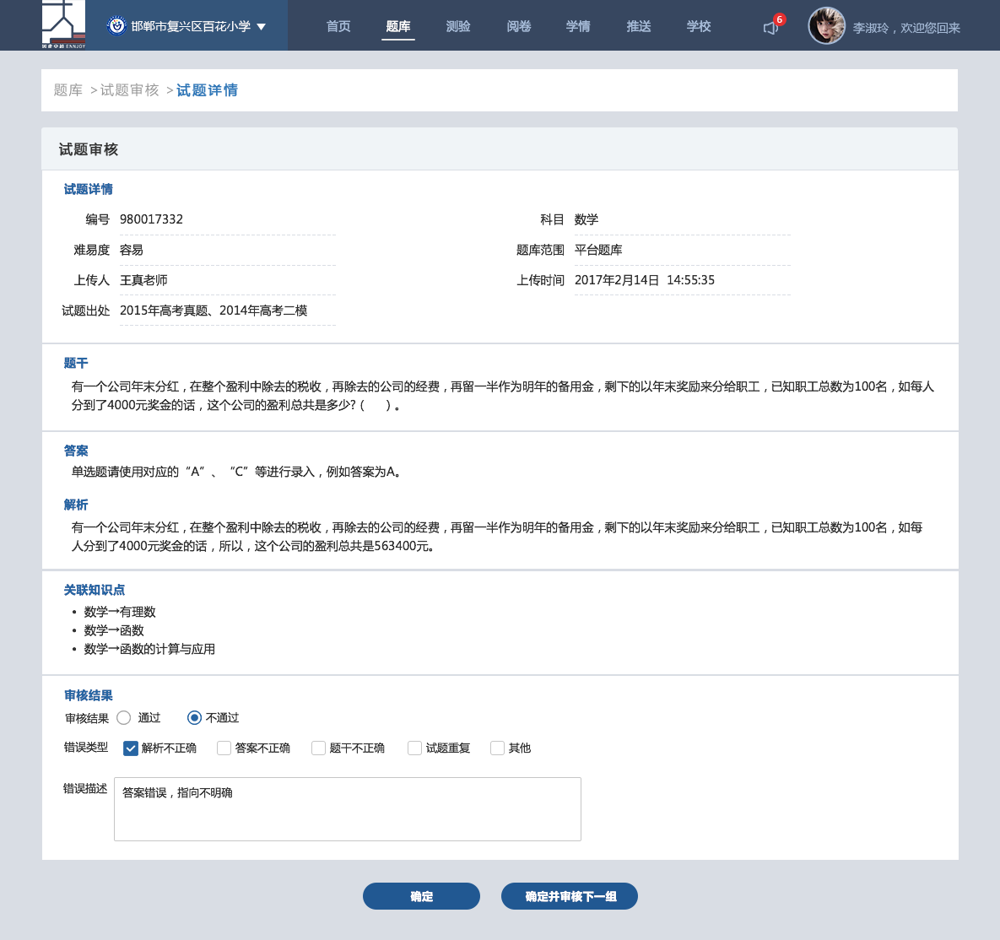 邯郸市复兴区百花小学 ▼ 首页 题库 测验 阅卷 学情 推送 学校 6 李淑玲，欢迎您回来
题库 >试题审核 >试题详情
试题审核
试题详情
编号 980017332 科目 数学
难易度 容易 题库范围 平台题库
上传人 王真老师 上传时间 2017年2月14日 14:55:35
试题出处 2015年高考真题、2014年高考二模
题干
有一个公司年末分红，在整个盈利中除去的税收，再除去的公司的经费，再留一半作为明年的备用金，剩下的以年末奖励来分给职工，已知职工总数为100名，如每人
分到了4000元奖金的话，这个公司的盈利总共是多少?（ ）。
答案
单选题请使用对应的“A”、“C”等进行录入，例如答案为A。
解析
有一个公司年末分红，在整个盈利中除去的税收，再除去的公司的经费，再留一半作为明年的备用金，剩下的以年末奖励来分给职工，已知职工总数为100名，如每
人分到了4000元奖金的话，所以，这个公司的盈利总共是563400元。
关联知识点
• 数学→有理数
• 数学→函数
• 数学→函数的计算与应用
审核结果
审核结果 通过 不通过
错误类型 解析不正确 答案不正确 题干不正确 试题重复 其他
错误描述 答案错误，指向不明确
确定 确定并审核下一组